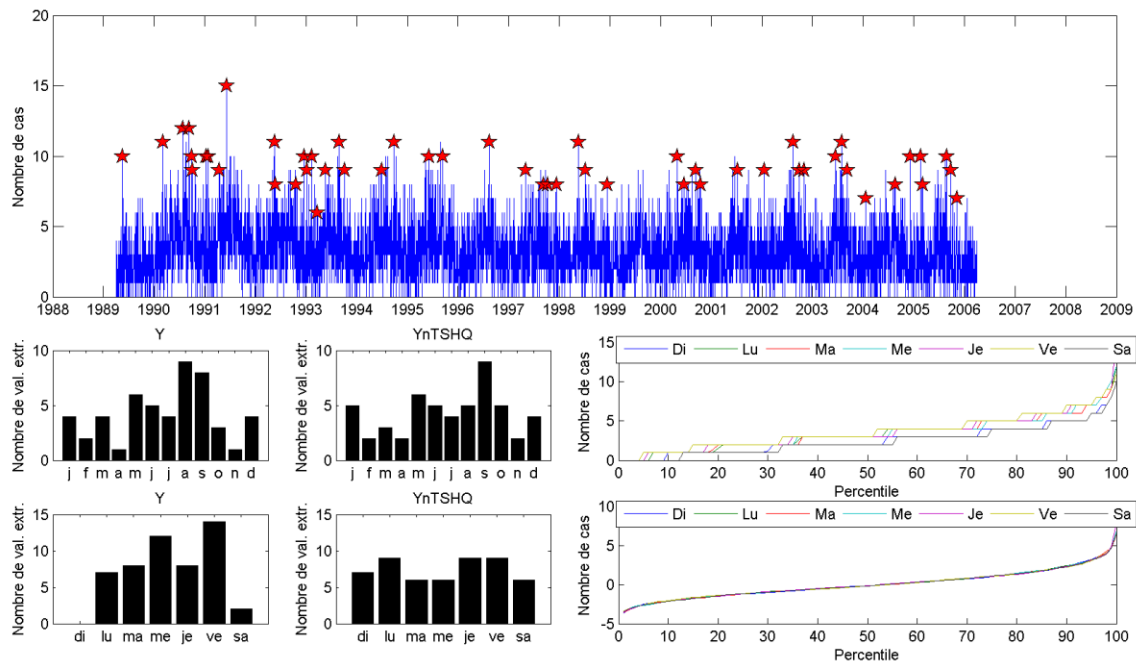 20
15
10
5
0
Nombre de cas
1988 1989 1990 1991 1992 1993 1994 1995 1996 1997 1998 1999 2000 2001 2002 2003 2004 2005 2006 2007 2008 2009
Y
10
5
0
Nombre de val. extr.
j f m a m j j a s o n d
YnTSHQ
10
5
0
Nombre de val. extr.
j f m a m j j a s o n d
15
10
5
0
Nombre de cas
Di Lu Ma Me Je Ve Sa
0 10 20 30 40 50 60 70 80 90 100
Percentile
Y
15
10
5
0
Nombre de val. extr.
di lu ma me je ve sa
YnTSHQ
15
10
5
0
Nombre de val. extr.
di lu ma me je ve sa
10
5
0
-5
Nombre de cas
Di Lu Ma Me Je Ve Sa
0 10 20 30 40 50 60 70 80 90 100
Percentile